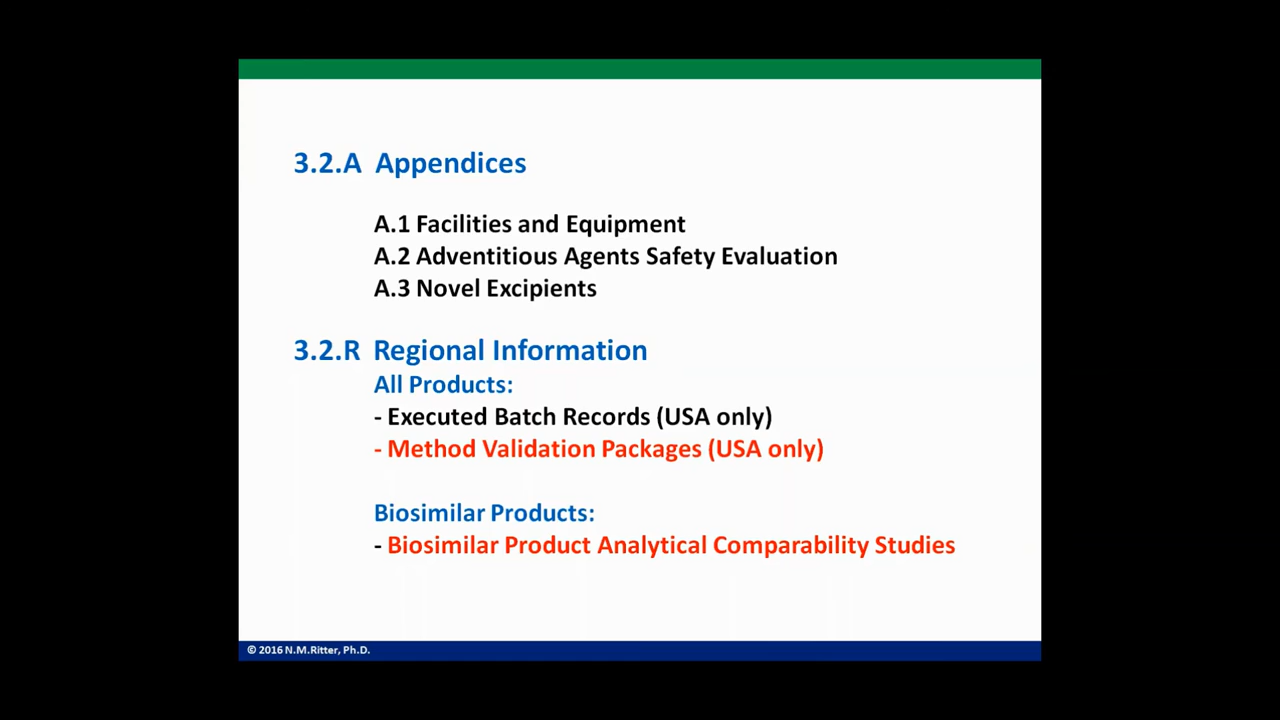 3.2.A Appendices
A.1 Facilities and Equipment
A.2 Adventitious Agents Safety Evaluation
A.3 Novel Excipients
3.2.R Regional Information
All Products:
- Executed Batch Records (USA only)
- Method Validation Packages (USA only)
Biosimilar Products:
- Biosimilar Product Analytical Comparability Studies
© 2016 N.M.Ritter, Ph.D.